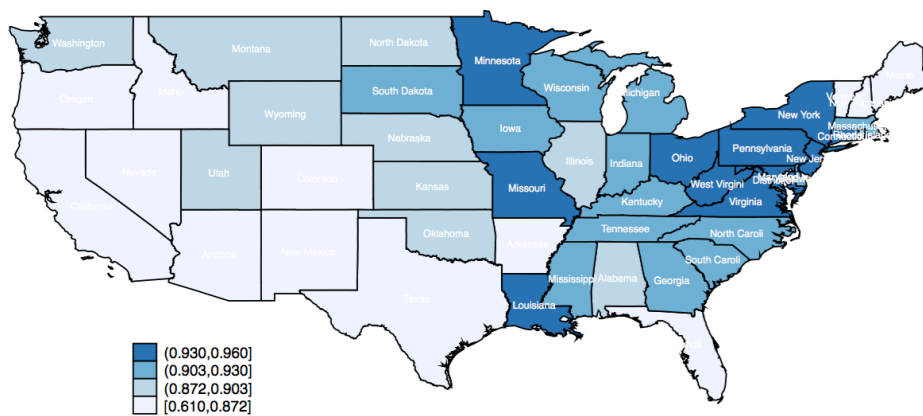 Washington
Montana
North Dakota
Minnesota
Maine
Oregon
Idaho
South Dakota
Wisconsin
Michigan
New York
Massachus
Wyoming
Iowa
Connectic
Nebraska
Pennsylvania
Nevada
Utah
Colorado
Illinois
Indiana
Ohio
New Jer
California
Kansas
Missouri
West Virgini
Virginia
Kentucky
Arizona
New Mexico
Oklahoma
Arkansas
Tennessee
North Caroli
South Caroli
Texas
Mississippi
Alabama
Georgia
Louisiana
(0.930,0.960]
(0.903,0.930]
(0.872,0.903]
[0.610,0.872]